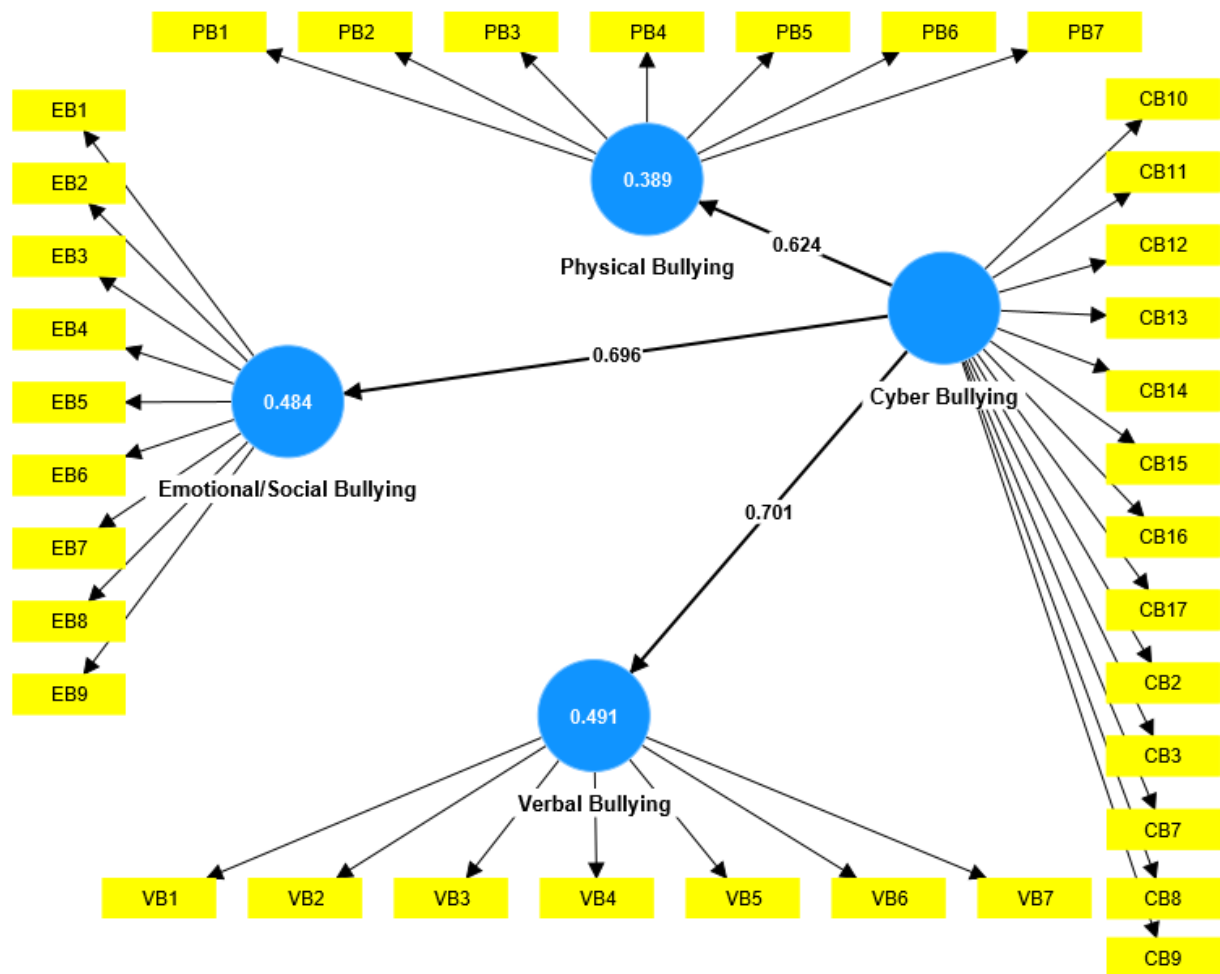 PB1
PB2
PB3
PB4
PB5
PB6
PB7
EB1
EB2
EB3
EB4
EB5
EB6
EB7
EB8
EB9
0.389
Physical Bullying
0.624
0.696
0.484
Emotional/Social Bullying
Cyber Bullying
0.701
0.491
Verbal Bullying
CB10
CB11
CB12
CB13
CB14
CB15
CB16
CB17
CB2
CB3
CB7
CB8
CB9
VB1
VB2
VB3
VB4
VB5
VB6
VB7